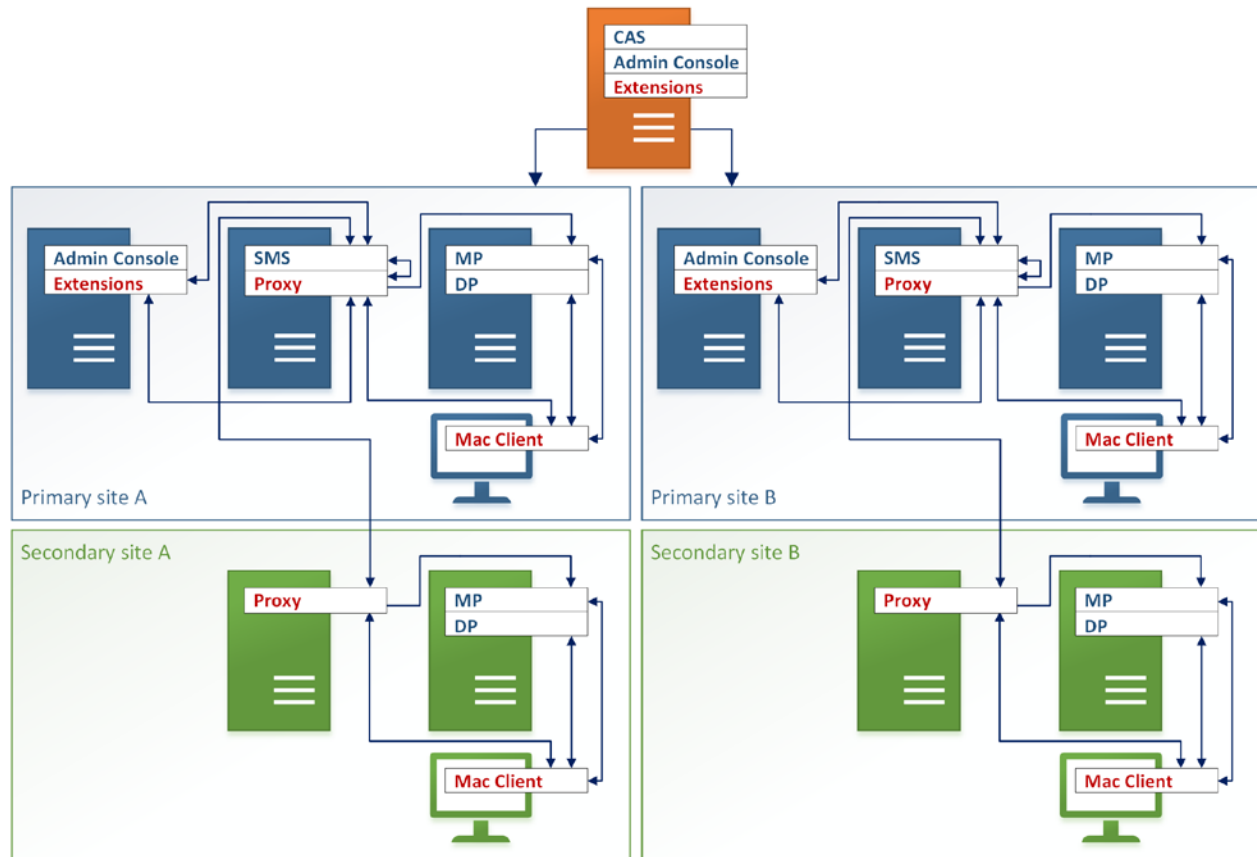 CAS
Admin Console
Extensions
Admin Console
Extensions
SMS
Proxy
MP
DP
Mac Client
Primary site A
Admin Console
Extensions
SMS
Proxy
MP
DP
Mac Client
Primary site B
Secondary site A
Proxy
MP
DP
Mac Client
Secondary site B
Proxy
MP
DP
Mac Client